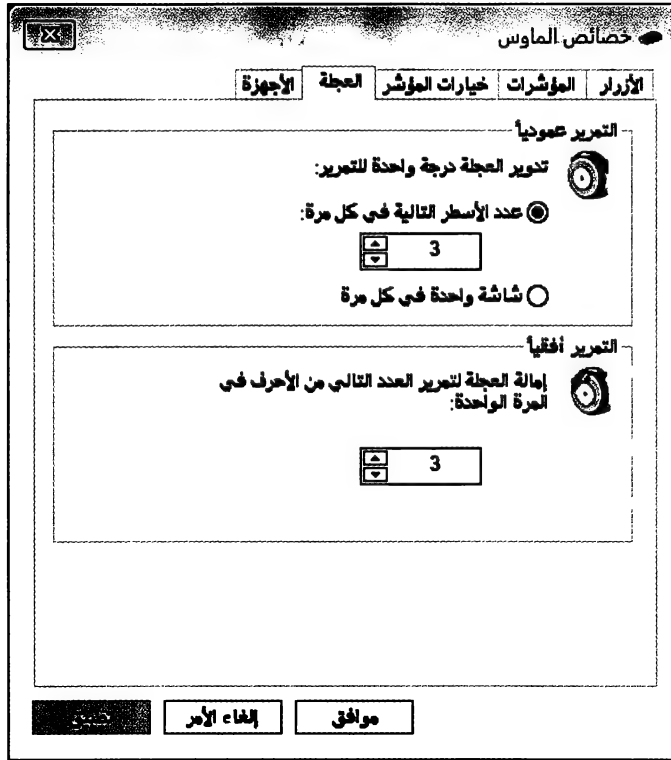 خصائص الماوس
الأزرار المؤشرات خيارات المؤشر العجلة الأجهزة
التمرير عمودياً
تدوير العجلة درجة واحدة للتمرير:
عدد الأسطر التالية في كل مرة:
3
شاشة واحدة في كل مرة
التمرير أفقياً
إمالة العجلة لتمرير العدد التالي من الأحرف في
المرة الواحدة:
3
موافق إلغاء الأمر